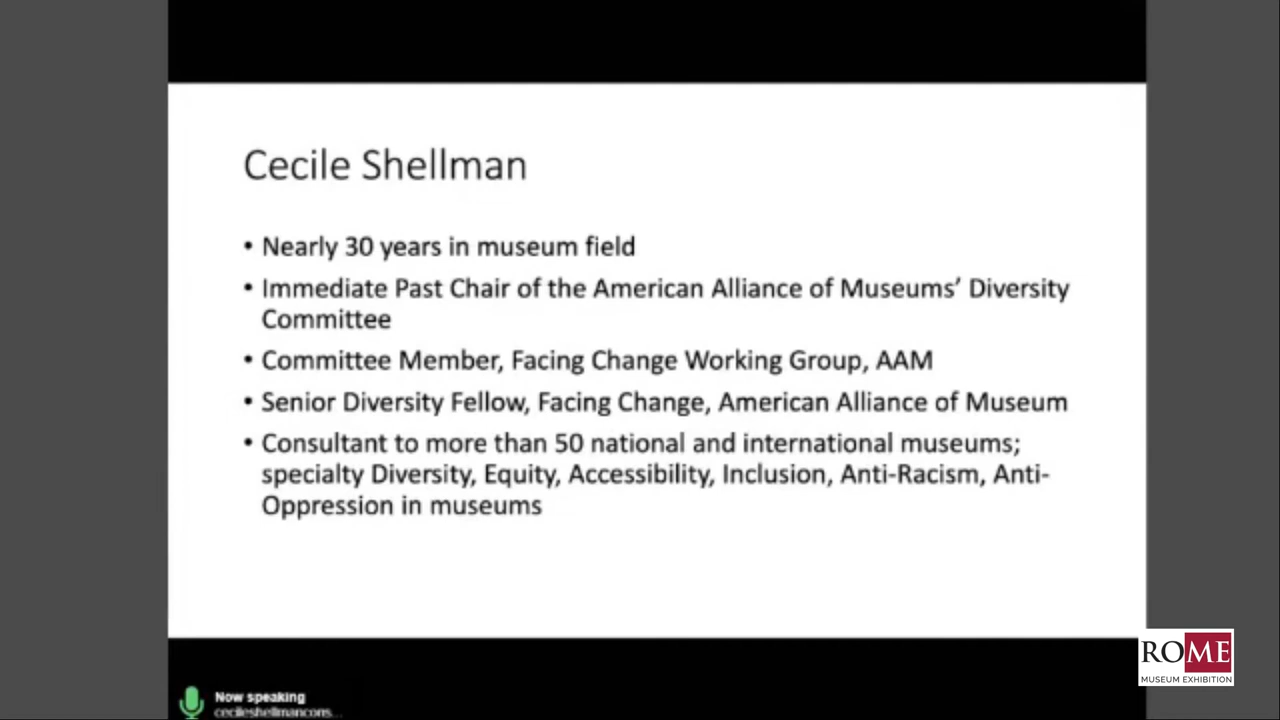 Cecile Shellman
• Nearly 30 years in museum field
• Immediate Past Chair of the American Alliance of Museums’ Diversity
Committee
• Committee Member, Facing Change Working Group, AAM
• Senior Diversity Fellow, Facing Change, American Alliance of Museum
• Consultant to more than 50 national and international museums;
specialty Diversity, Equity, Accessibility, Inclusion, Anti-Racism, Anti-
Oppression in museums
ROME
MUSEUM EXHIBITION
Now speaking
cecileshellmancons...